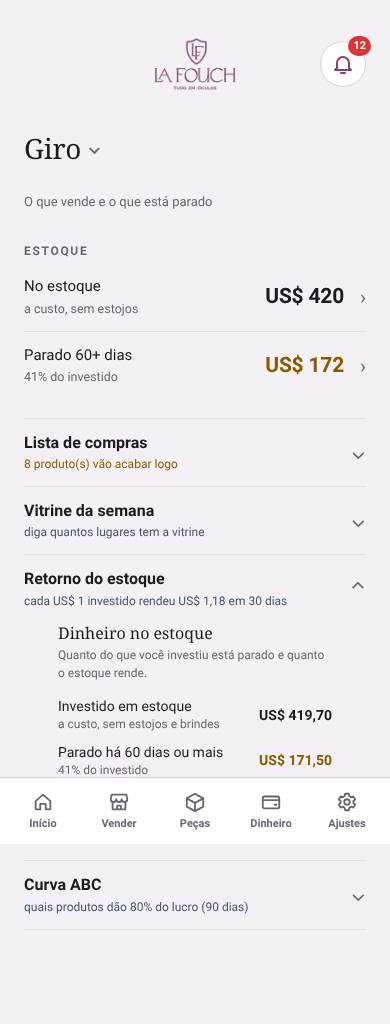 12
LF
LA FOUCH
TUDO EM ÓCULOS
Giro
O que vende e o que está parado
ESTOQUE
No estoque
US$ 420
a custo, sem estojos
Parado 60+ dias
US$ 172
41% do investido
Lista de compras
8 produto(s) vão acabar logo
Vitrine da semana
diga quantos lugares tem a vitrine
Retorno do estoque
cada US$ 1 investido rendeu US$ 1,18 em 30 dias
Dinheiro no estoque
Quanto do que você investiu está parado e quanto
o estoque rende.
Investido em estoque
US$ 419,70
a custo, sem estojos e brindes
Parado há 60 dias ou mais
US$ 171,50
41% do investido
Início
Vender
Peças
Dinheiro
Ajustes
Curva ABC
quais produtos dão 80% do lucro (90 dias)